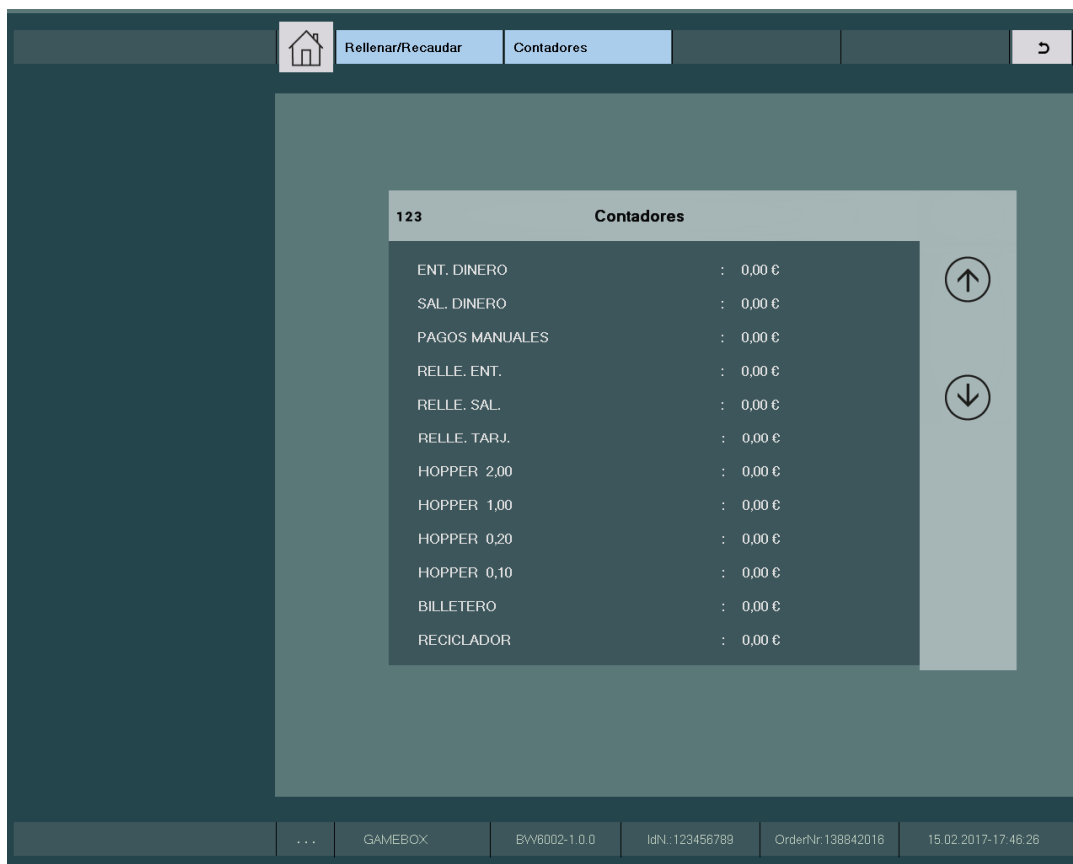 Rellenar/Recaudar Contadores
123 Contadores
ENT. DINERO : 0,00 €
SAL. DINERO : 0,00 €
PAGOS MANUALES : 0,00 €
RELLE. ENT. : 0,00 €
RELLE. SAL. : 0,00 €
RELLE. TARJ. : 0,00 €
HOPPER 2,00 : 0,00 €
HOPPER 1,00 : 0,00 €
HOPPER 0,20 : 0,00 €
HOPPER 0,10 : 0,00 €
BILLETERO : 0,00 €
RECICLADOR : 0,00 €
... GAMEBOX BW6002-1.0.0 IdN.:123456789 OrderNr:138842016 15.02.2017-17:46:26